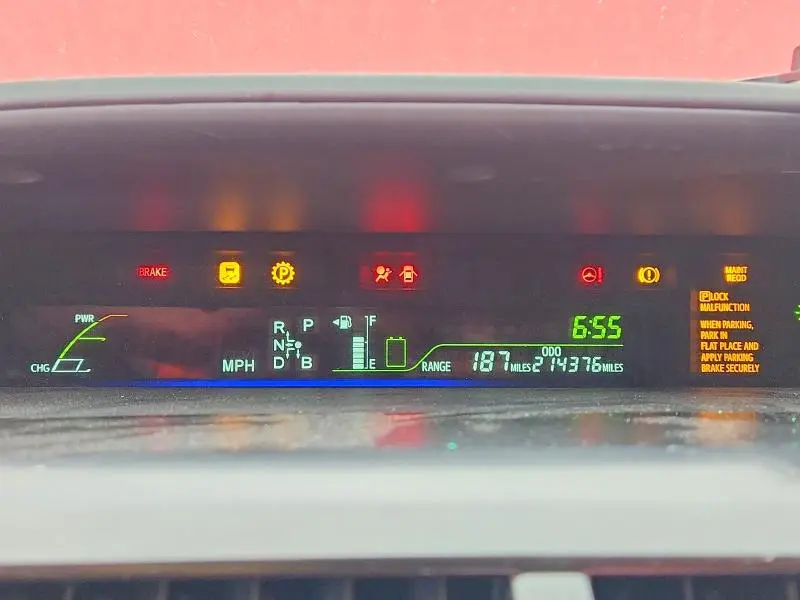 BRAKE
P
MAINT
REQD
P LOCK
MALFUNCTION
WHEN PARKING,
PARK IN
FLAT PLACE AND
APPLY PARKING
BRAKE SECURELY
PWR
CHG
MPH
R P
N
D B
F
E
6:55
RANGE 187 MILES
ODO
214376 MILES